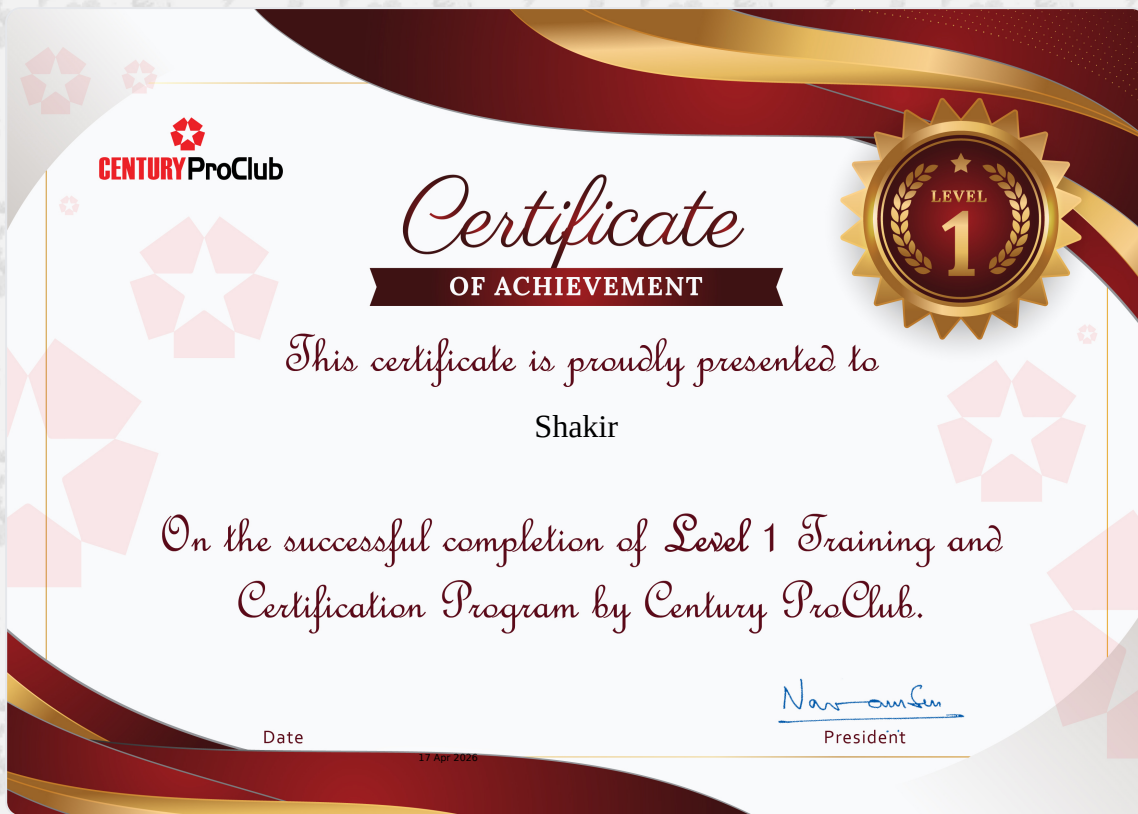 CENTURY ProClub
Certificate
OF ACHIEVEMENT
LEVEL
1
This certificate is proudly presented to
Shakir
On the successful completion of Level 1 Training and
Certification Program by Century ProClub.
Date
President
17 Apr 2026